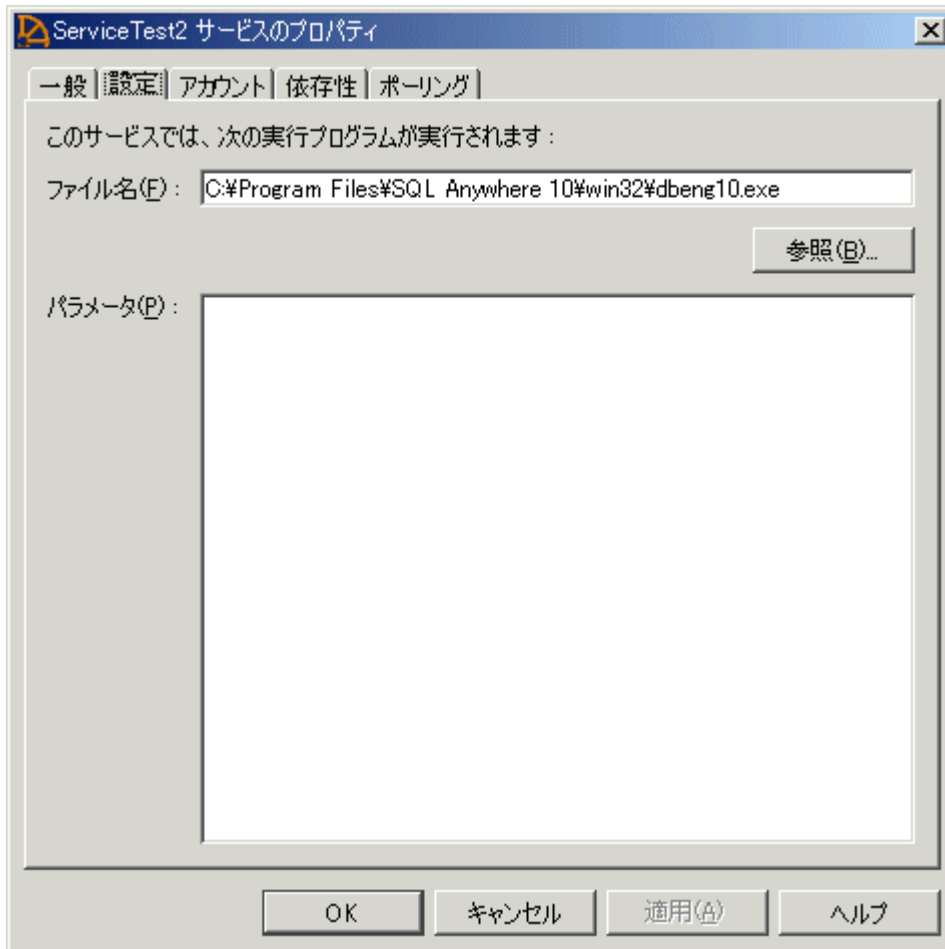 ServiceTest2 サービスのプロパティ
一般 設定 アカウント 依存性 ポーリング
このサービスでは、次の実行プログラムが実行されます:
ファイル名(F): C:¥Program Files¥SQL Anywhere 10¥win32¥dbeng10.exe
参照(B)...
パラメータ(P):
OK キャンセル 適用(A) ヘルプ